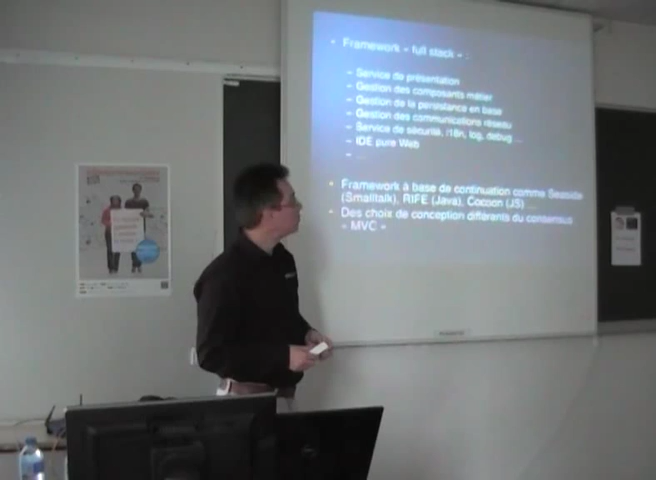 • Framework « full stack » :
– Service de présentation
– Gestion des composants métier
– Gestion de la persistance en base
– Gestion des communications réseau
– Service de sécurité, i18n, log, debug ...
– IDE pure Web
– ...
• Framework à base de continuation comme Seaside
(Smalltalk), RIFE (Java), Cocoon (JS) ...
• Des choix de conception différents du consensus
« MVC »